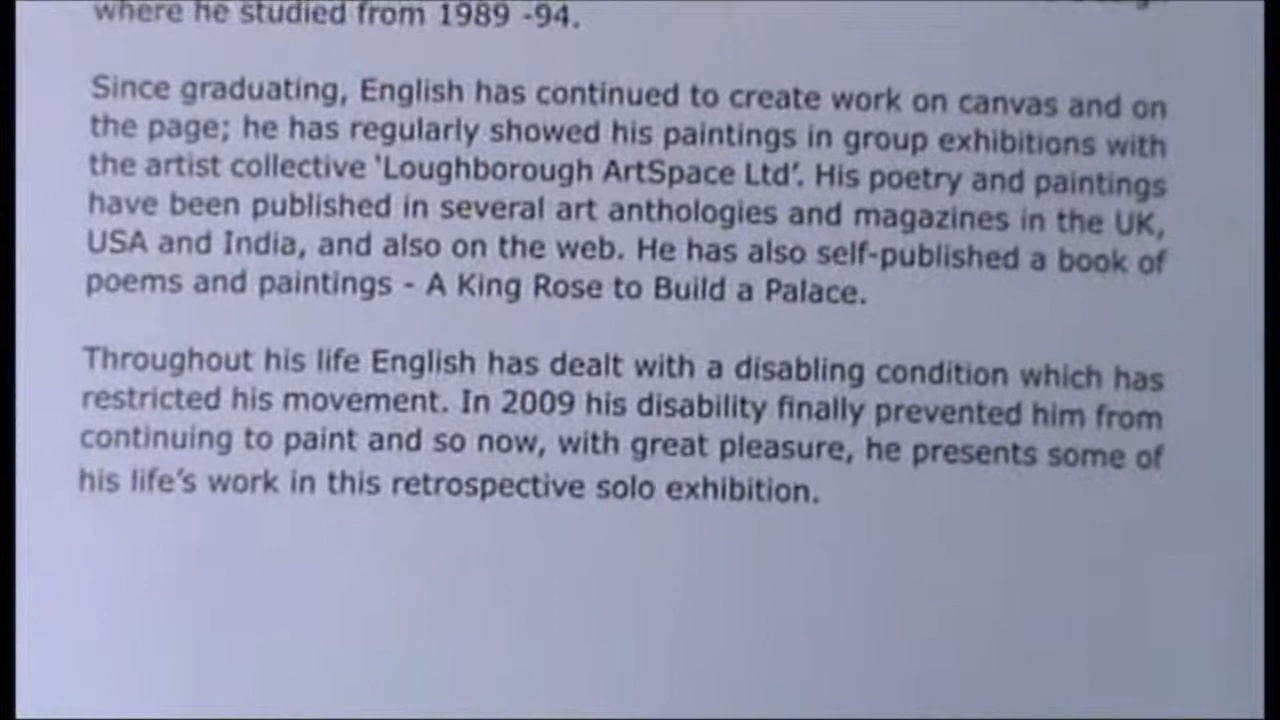 where he studied from 1989 -94.
Since graduating, English has continued to create work on canvas and on
the page; he has regularly showed his paintings in group exhibitions with
the artist collective ‘Loughborough ArtSpace Ltd’. His poetry and paintings
have been published in several art anthologies and magazines in the UK,
USA and India, and also on the web. He has also self-published a book of
poems and paintings - A King Rose to Build a Palace.
Throughout his life English has dealt with a disabling condition which has
restricted his movement. In 2009 his disability finally prevented him from
continuing to paint and so now, with great pleasure, he presents some of
his life’s work in this retrospective solo exhibition.